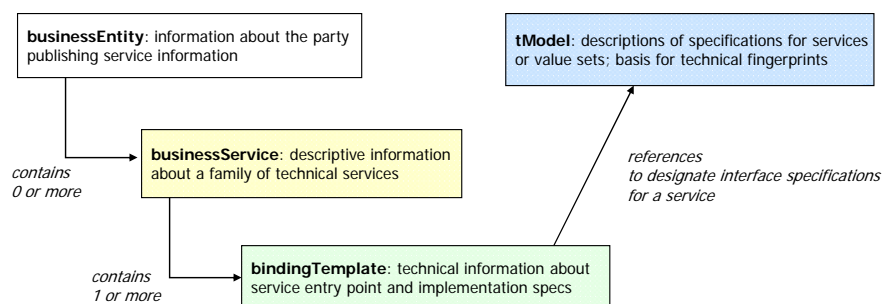 businessEntity: information about the party
publishing service information
tModel: descriptions of specifications for services
or value sets; basis for technical fingerprints
contains
0 or more
businessService: descriptive information
about a family of technical services
references
to designate interface specifications
for a service
contains
1 or more
bindingTemplate: technical information about
service entry point and implementation specs